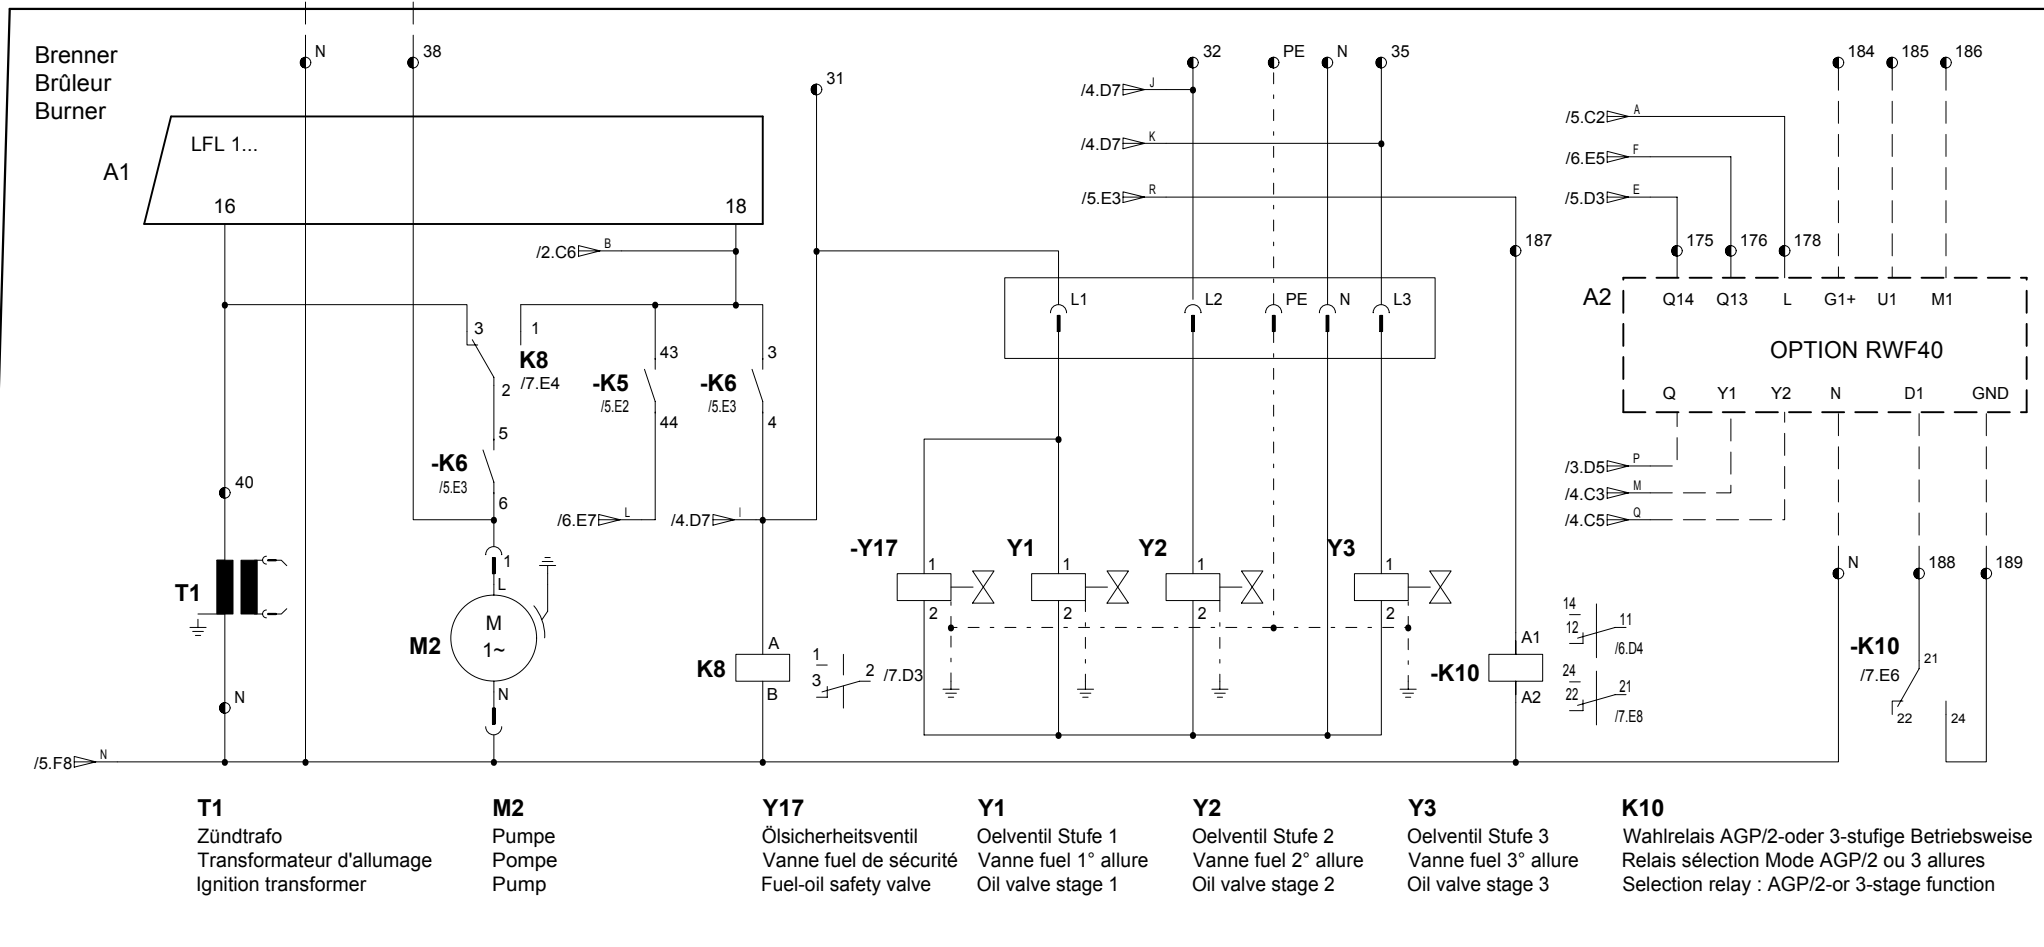 Brenner
Brûleur
Burner
N
38
31
32
PE
N
35
184
185
186
/4.D7 J
/4.D7 K
/5.E3 R
/5.C2 A
/6.E5 F
/5.D3 E
A1
LFL 1...
16
18
/2.C6 B
187
175
176
178
L1
L2
PE
N
L3
A2
Q14
Q13
L
G1+
U1
M1
OPTION RWF40
Q
Y1
Y2
N
D1
GND
3
1
K8
/7.E4
2
-K5
/5.E2
43
44
-K6
/5.E3
3
4
5
-K6
/5.E3
6
40
/6.E7 L
/4.D7 I
/3.D5 P
/4.C3 M
/4.C5 Q
-Y17
1
2
Y1
1
2
Y2
1
2
Y3
1
2
N
188
189
T1
1
L
M
1~
M2
N
N
K8
A
B
1
3
2
/7.D3
-K10
A1
A2
14
12
11
/6.D4
24
22
21
/7.E8
-K10
/7.E6
21
22
24
/5.F8 N
T1
Zündtrafo
Transformateur d'allumage
Ignition transformer
M2
Pumpe
Pompe
Pump
Y17
Ölsicherheitsventil
Vanne fuel de sécurité
Fuel-oil safety valve
Y1
Oelventil Stufe 1
Vanne fuel 1° allure
Oil valve stage 1
Y2
Oelventil Stufe 2
Vanne fuel 2° allure
Oil valve stage 2
Y3
Oelventil Stufe 3
Vanne fuel 3° allure
Oil valve stage 3
K10
Wahlrelais AGP/2-oder 3-stufige Betriebsweise
Relais sélection Mode AGP/2 ou 3 allures
Selection relay : AGP/2-or 3-stage function